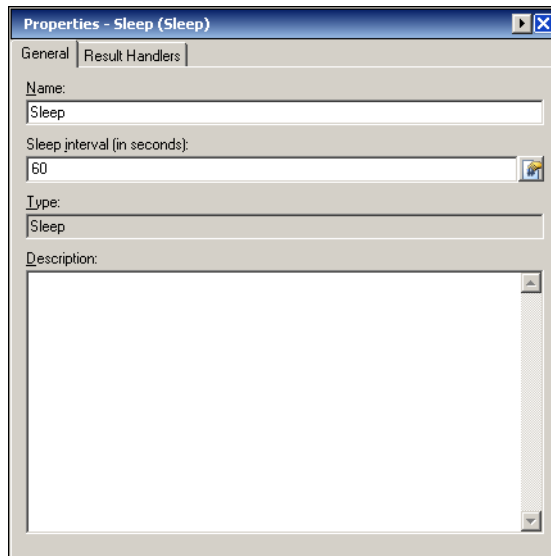 Properties - Sleep (Sleep)
General Result Handlers
Name:
Sleep
Sleep interval (in seconds):
60
Type:
Sleep
Description: